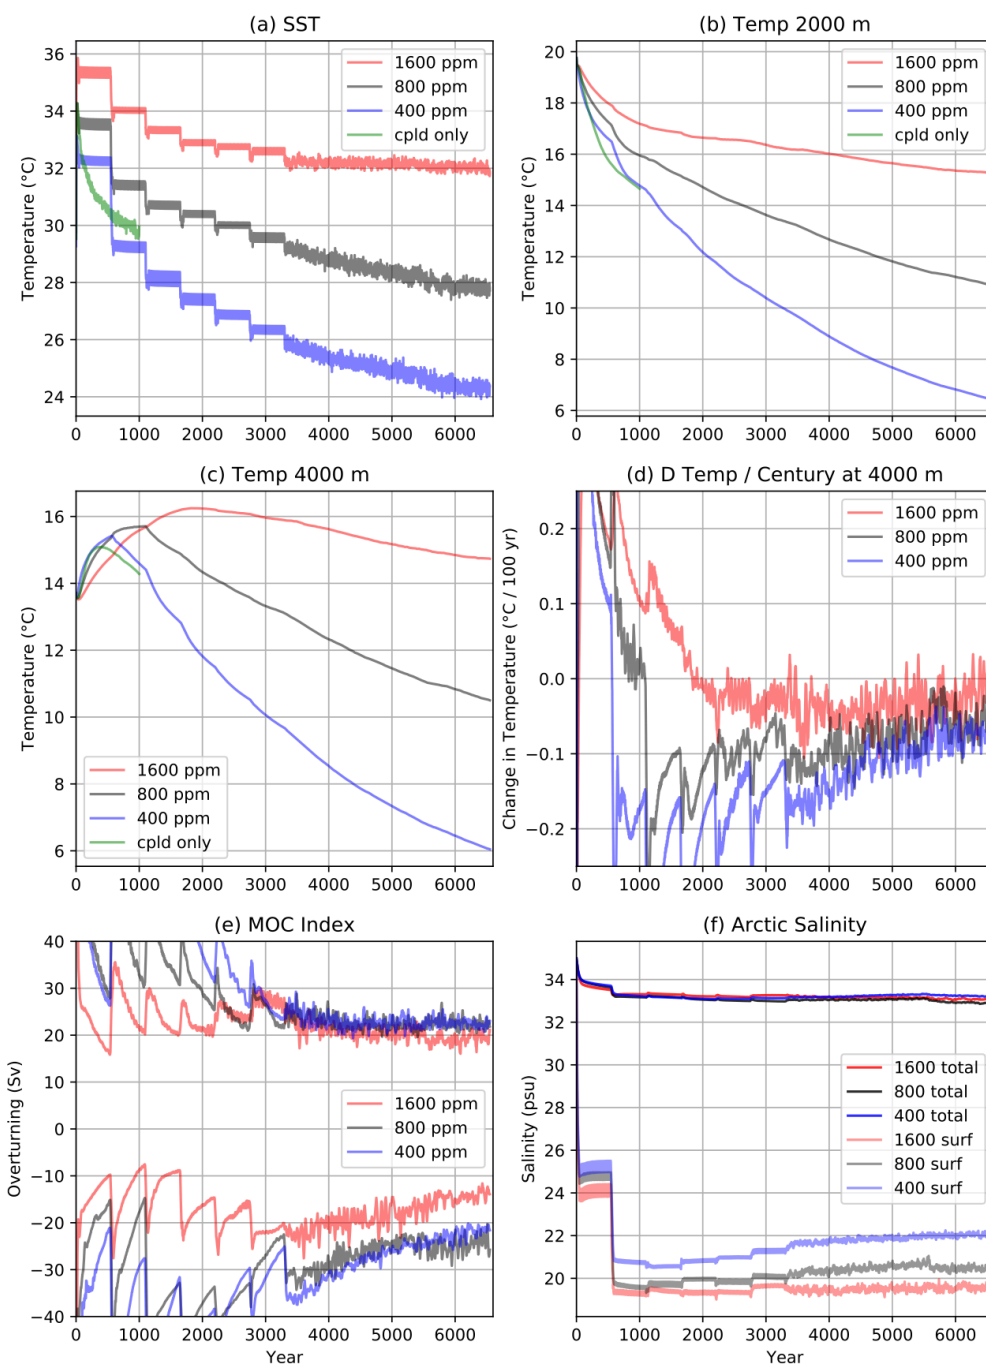 (a) SST
36
34
32
30
28
26
24
Temperature (°C)
1600 ppm
800 ppm
400 ppm
cpld only
0 1000 2000 3000 4000 5000 6000
(b) Temp 2000 m
20
18
16
14
12
10
8
6
Temperature (°C)
1600 ppm
800 ppm
400 ppm
cpld only
0 1000 2000 3000 4000 5000 6000
(c) Temp 4000 m
16
14
12
10
8
6
Temperature (°C)
1600 ppm
800 ppm
400 ppm
cpld only
0 1000 2000 3000 4000 5000 6000
(d) D Temp / Century at 4000 m
0.2
0.1
0.0
−0.1
−0.2
Change in Temperature (°C / 100 yr)
1600 ppm
800 ppm
400 ppm
0 1000 2000 3000 4000 5000 6000
(e) MOC Index
40
30
20
10
0
−10
−20
−30
−40
Overturning (Sv)
1600 ppm
800 ppm
400 ppm
0 1000 2000 3000 4000 5000 6000
Year
(f) Arctic Salinity
34
32
30
28
26
24
22
20
Salinity (psu)
1600 total
800 total
400 total
1600 surf
800 surf
400 surf
0 1000 2000 3000 4000 5000 6000
Year